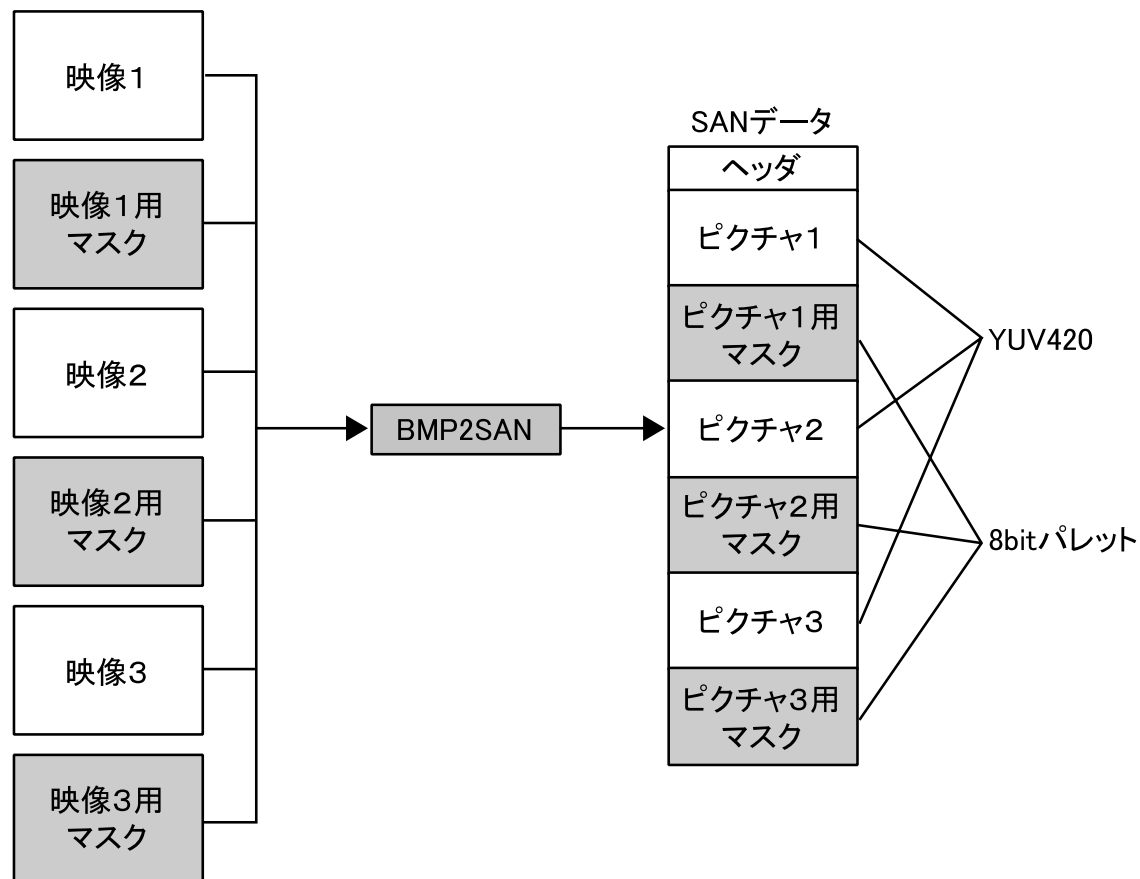 映像１
映像１用
マスク
映像２
映像２用
マスク
映像３
映像３用
マスク
BMP2SAN
SANデータ
ヘッダ
ピクチャ１
ピクチャ１用
マスク
ピクチャ２
ピクチャ２用
マスク
ピクチャ３
ピクチャ３用
マスク
YUV420
8bitパレット